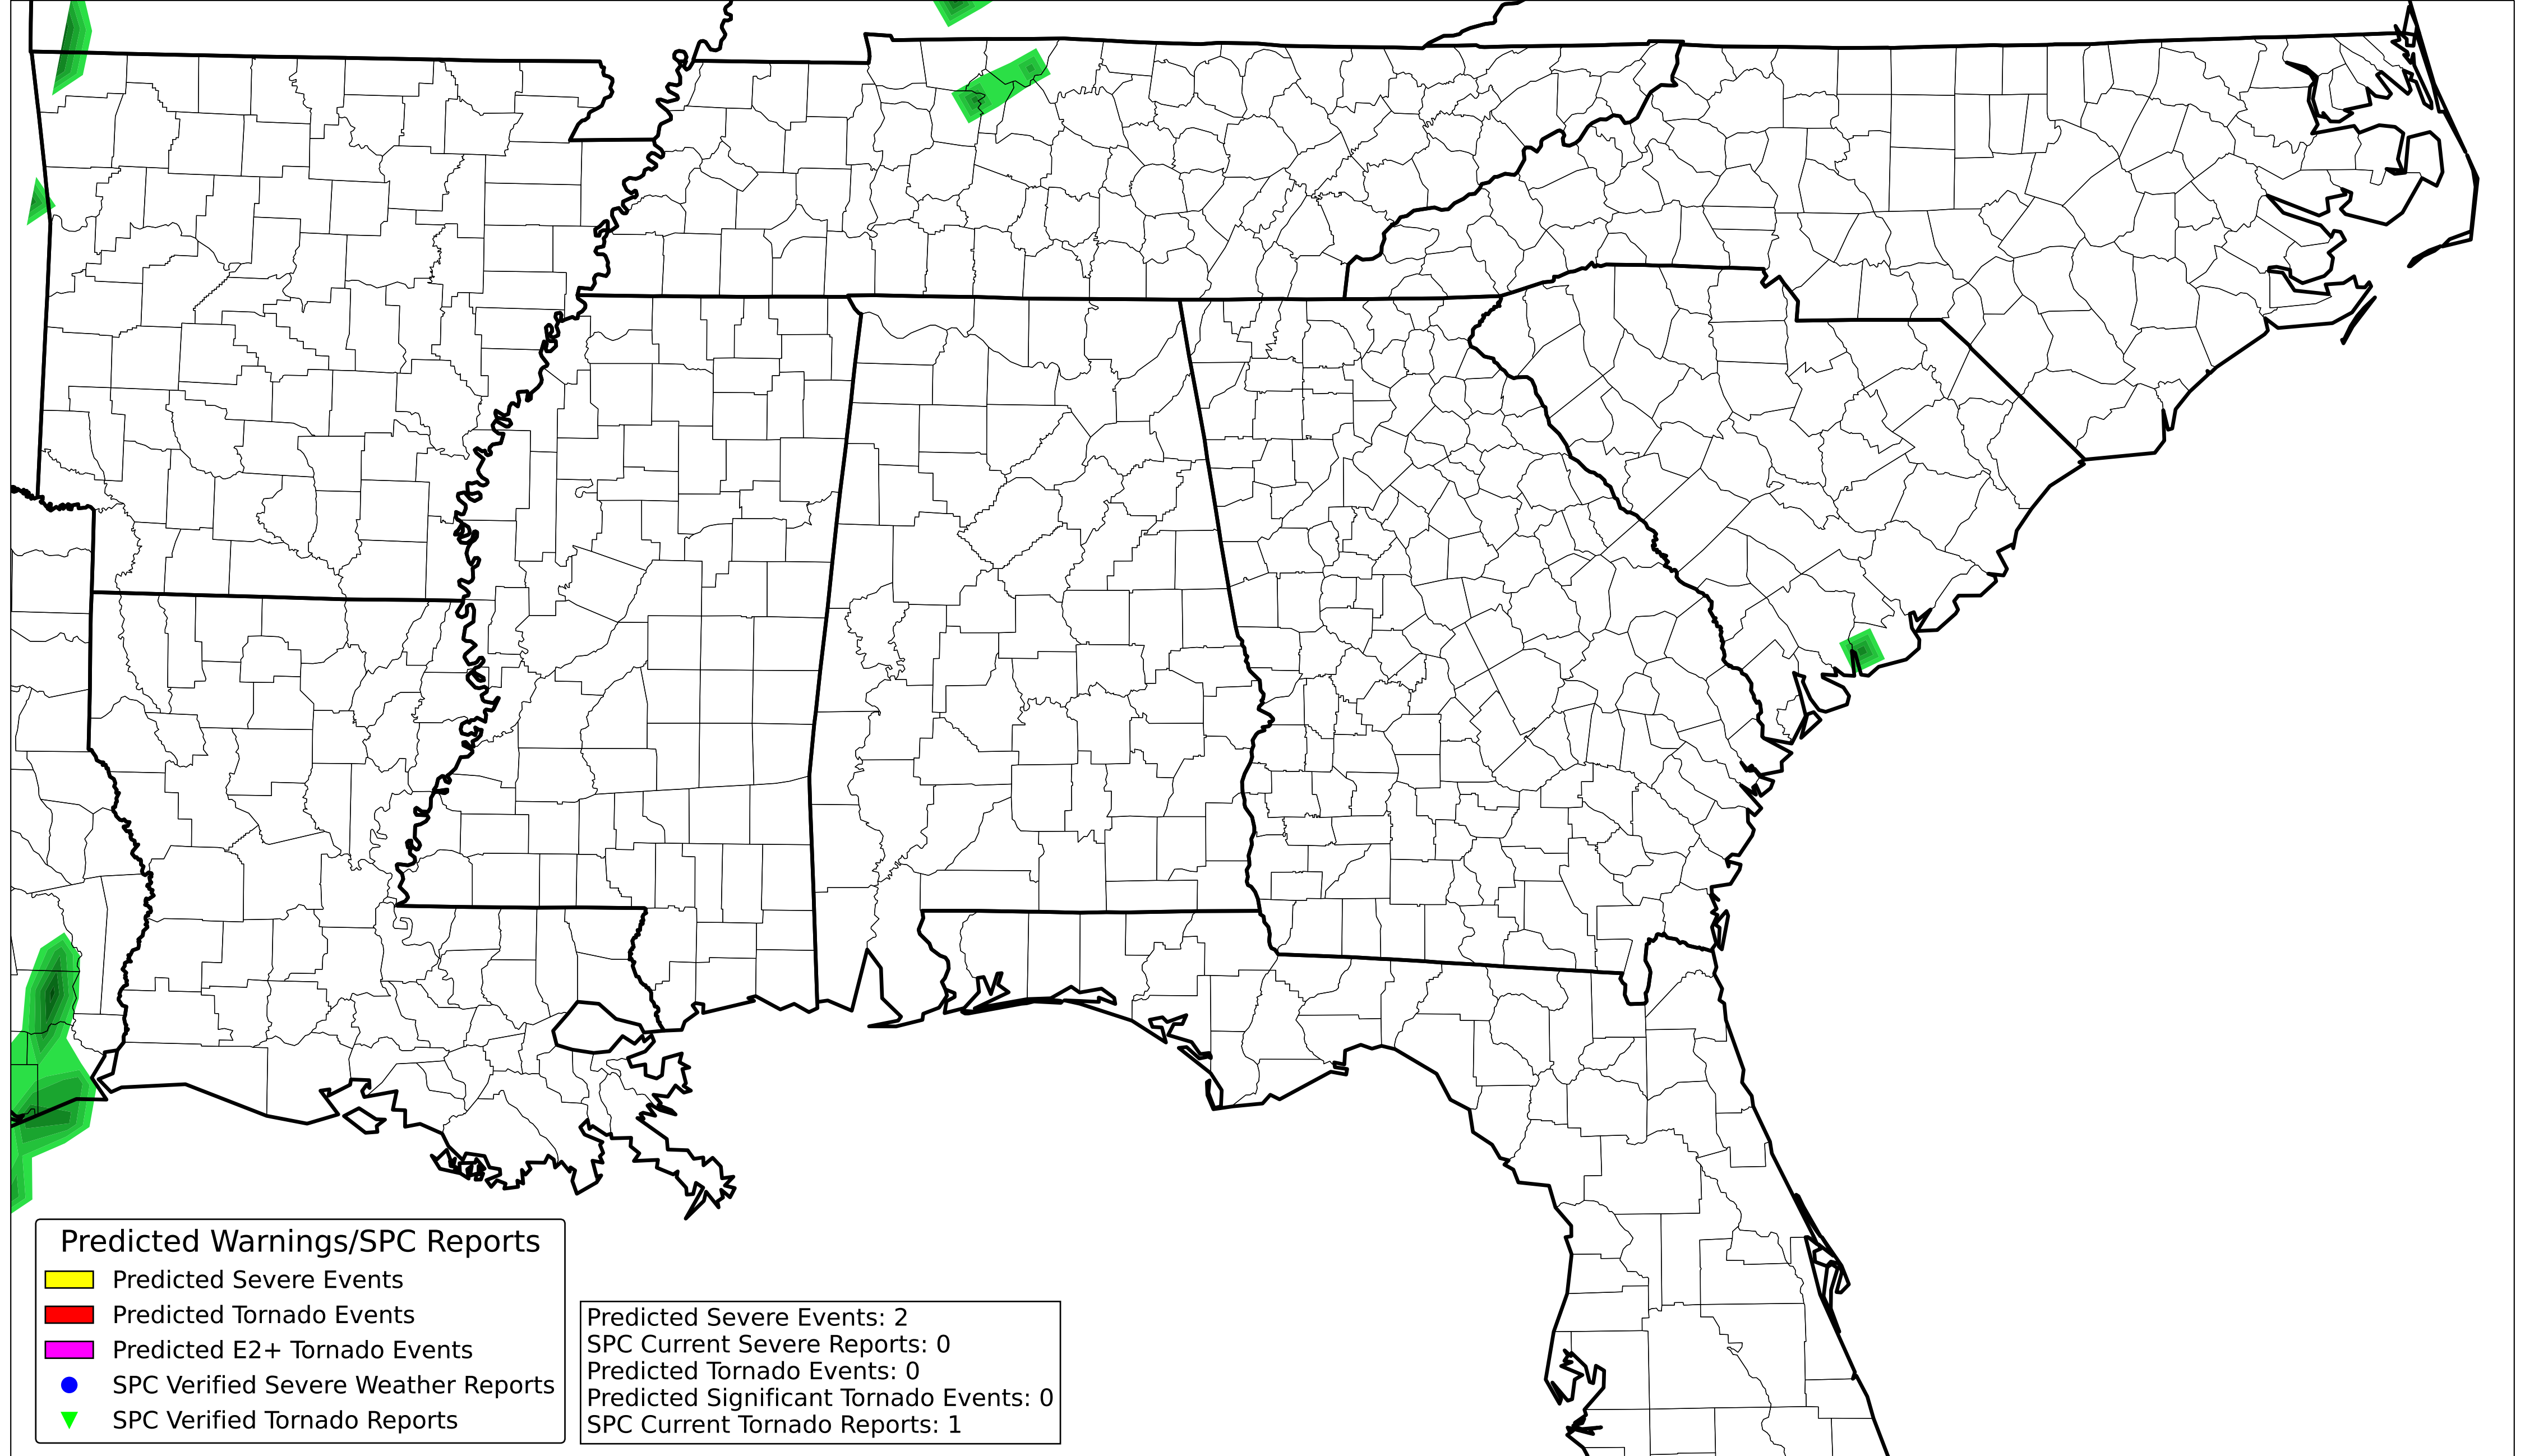 Predicted Warnings/SPC Reports
Predicted Severe Events
Predicted Tornado Events
Predicted E2+ Tornado Events
SPC Verified Severe Weather Reports
SPC Verified Tornado Reports
Predicted Severe Events: 2
SPC Current Severe Reports: 0
Predicted Tornado Events: 0
Predicted Significant Tornado Events: 0
SPC Current Tornado Reports: 1